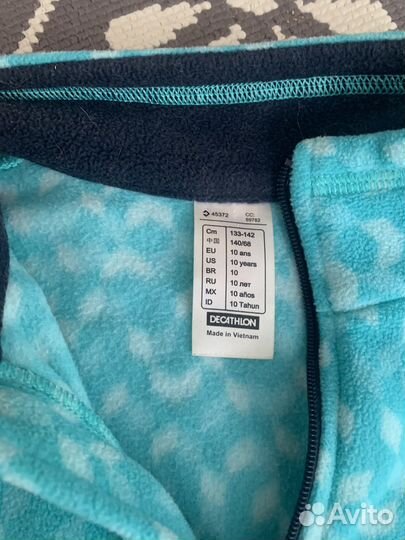 45372 CC: 89782
Cm 133-142
中国 140/68
EU 10 ans
US 10 years
BR 10
RU 10 лет
MX 10 años
ID 10 Tahun
DECATHLON
Made in Vietnam
Avito